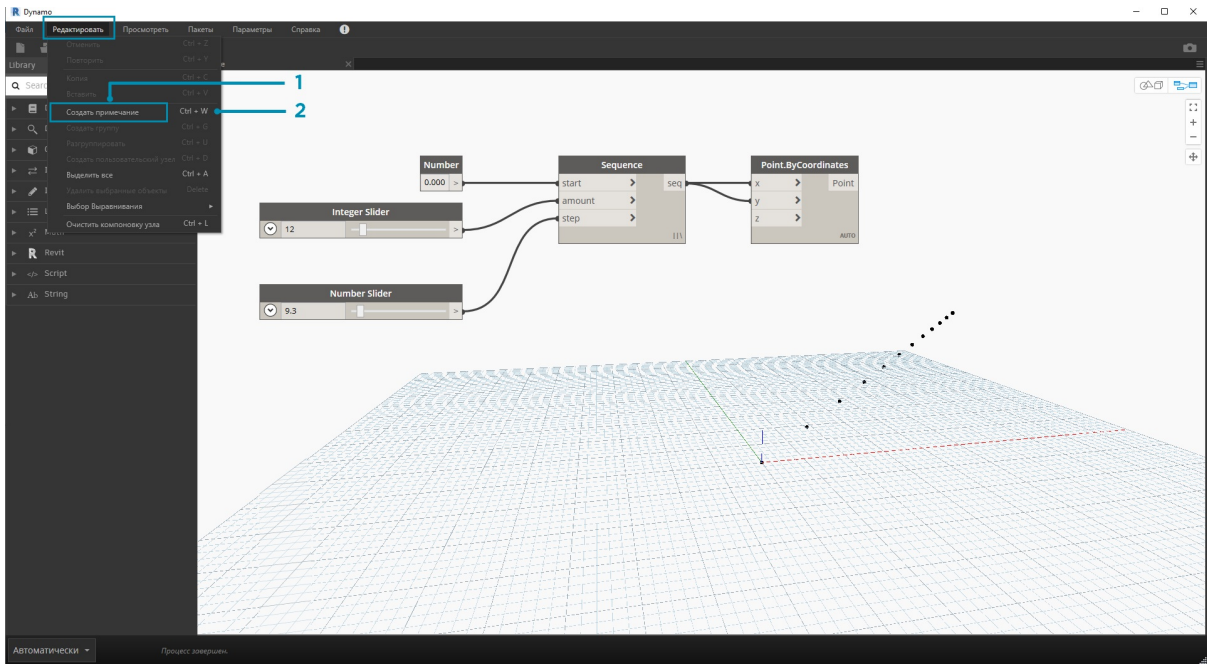 Dynamo
Файл Редактировать Просмотреть Пакеты Параметры Справка
Отменить Ctrl + Z
Повторить Ctrl + Y
Library
Копия Ctrl + C
1
Вставить Ctrl + V
Создать примечание Ctrl + W
2
Создать группу Ctrl + G
Разгруппировать Ctrl + U
Создать пользовательский узел Ctrl + D
Выделить все Ctrl + A
Удалить выбранные объекты Delete
Выбор Выравнивания
Очистить компоновку узла Ctrl + L
Revit
</> Script
Ab String
Number
0.000 >
Integer Slider
12 >
Number Slider
9.3 >
Sequence
start > seq
amount >
step >
Point.ByCoordinates
x > Point
y >
z >
AUTO
Автоматически
Процесс завершен.